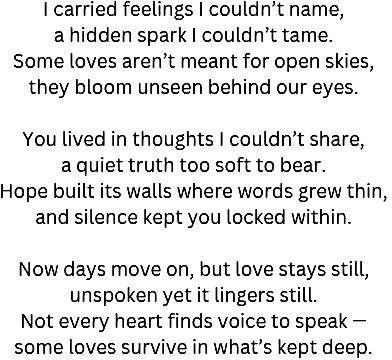 I carried feelings I couldn’t name,
a hidden spark I couldn’t tame.
Some loves aren’t meant for open skies,
they bloom unseen behind our eyes.

You lived in thoughts I couldn’t share,
a quiet truth too soft to bear.
Hope built its walls where words grew thin,
and silence kept you locked within.

Now days move on, but love stays still,
unspoken yet it lingers still.
Not every heart finds voice to speak —
some loves survive in what’s kept deep.